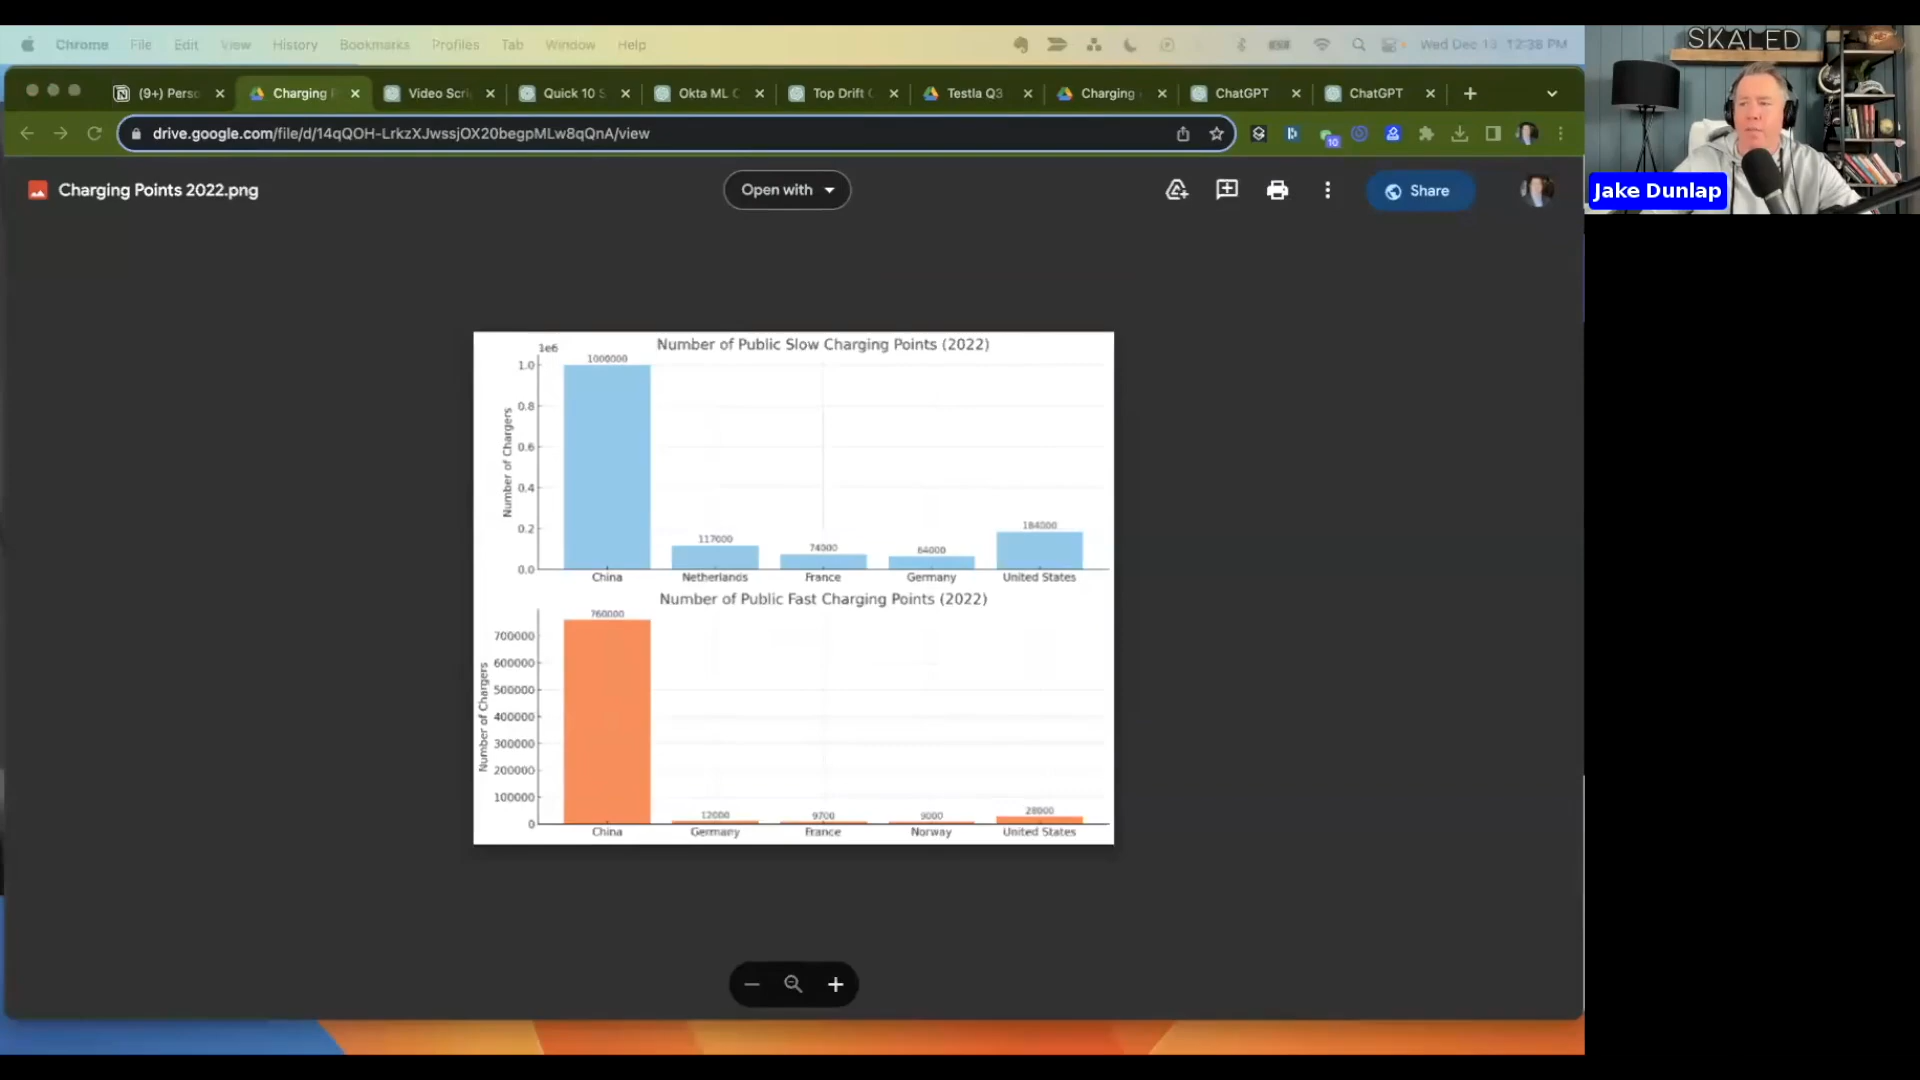 Chrome File Edit View History Bookmarks Profiles Tab Window Help Wed Dec 13 12:38 PM
SKALED
(9+) Perso Charging P Video Scri Quick 10 S Okta ML C Top Drift C Testla Q3 Charging ChatGPT ChatGPT
drive.google.com/file/d/14qQOH-LrkzXJwssjOX20begpMLw8qQnA/view
10
Charging Points 2022.png Open with Share
Jake Dunlap
Number of Public Slow Charging Points (2022)
1e6
1000000
1.0
0.8
0.6
0.4
0.2
0.0
Number of Chargers
117000 74000 64000 184000
China Netherlands France Germany United States
Number of Public Fast Charging Points (2022)
760000
700000
600000
500000
400000
300000
200000
100000
0
Number of Chargers
12000 9700 9000 28000
China Germany France Norway United States